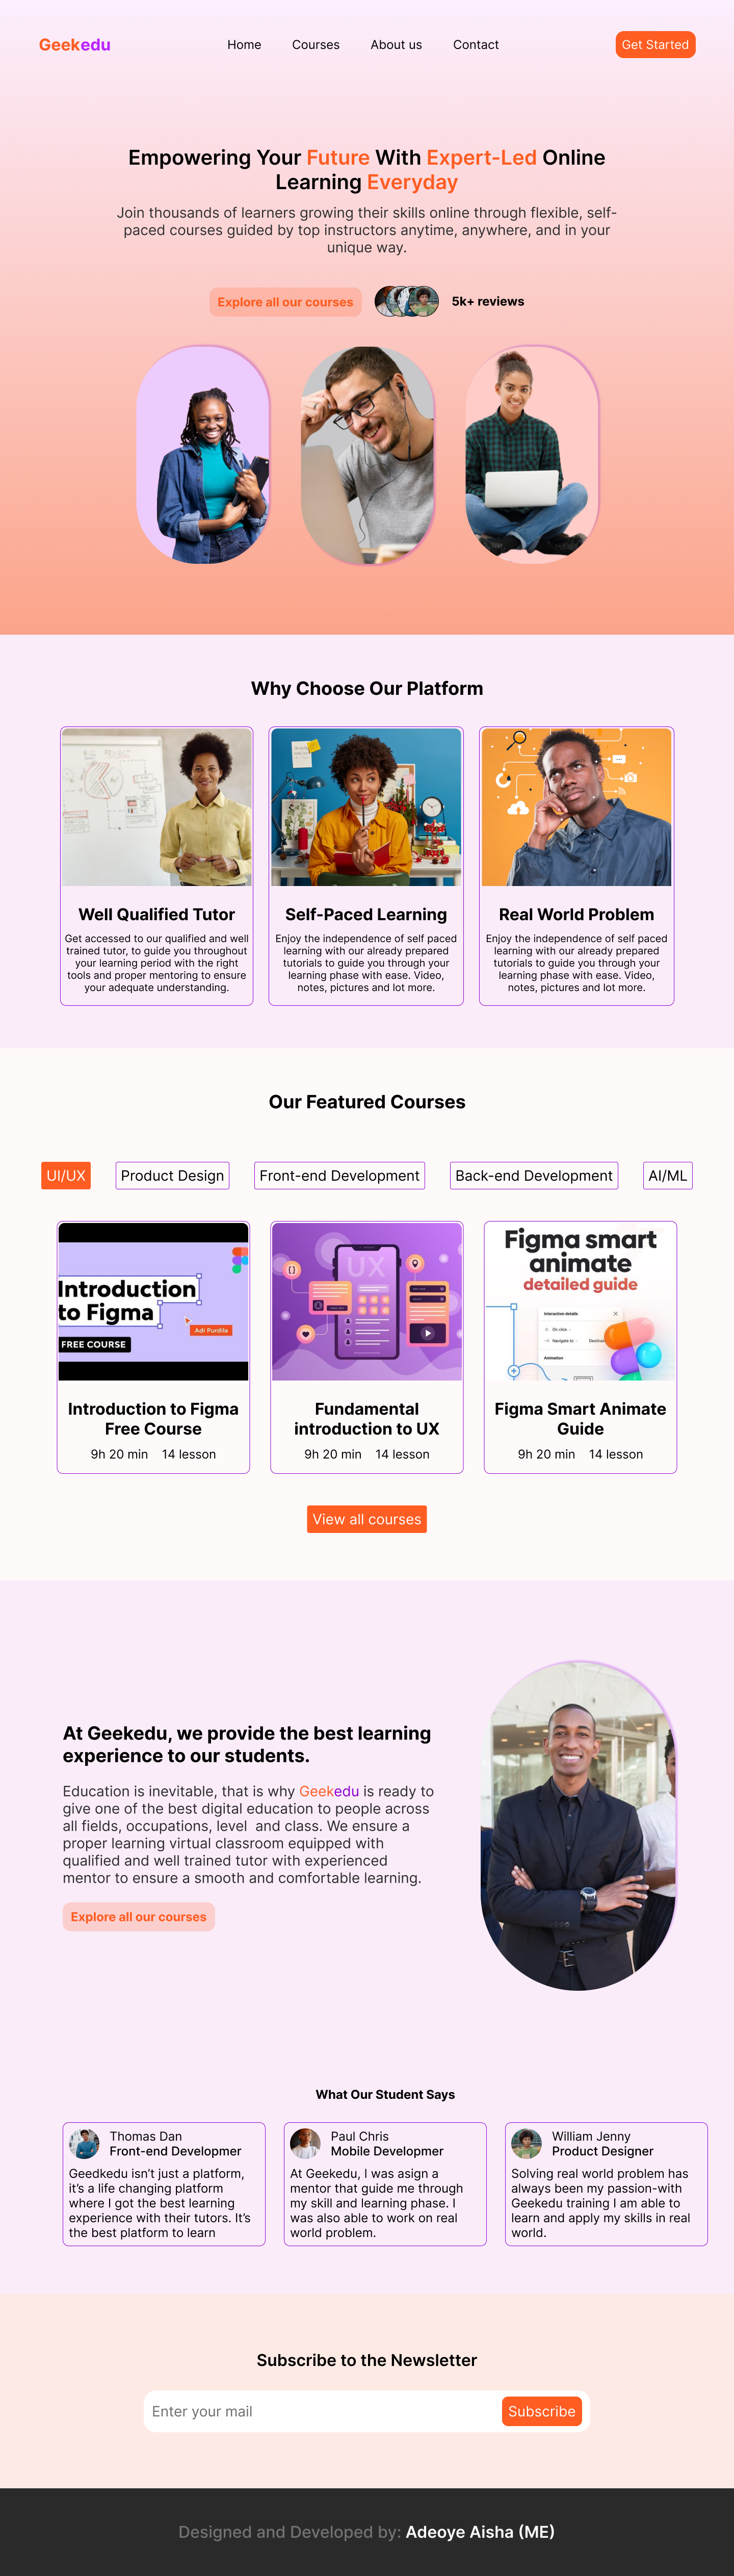 Geekedu
Home Courses About us Contact
Get Started
Empowering Your Future With Expert-Led Online
Learning Everyday
Join thousands of learners growing their skills online through flexible, self-
paced courses guided by top instructors anytime, anywhere, and in your
unique way.
Explore all our courses
5k+ reviews
Why Choose Our Platform
Well Qualified Tutor
Get accessed to our qualified and well
trained tutor, to guide you throughout
your learning period with the right
tools and proper mentoring to ensure
your adequate understanding.
Self-Paced Learning
Enjoy the independence of self paced
learning with our already prepared
tutorials to guide you through your
learning phase with ease. Video,
notes, pictures and lot more.
Real World Problem
Enjoy the independence of self paced
learning with our already prepared
tutorials to guide you through your
learning phase with ease. Video,
notes, pictures and lot more.
Our Featured Courses
UI/UX
Product Design
Front-end Development
Back-end Development
AI/ML
Introduction
to Figma
Adi Purdila
FREE COURSE
Introduction to Figma
Free Course
9h 20 min 14 lesson
UX
Fundamental
introduction to UX
9h 20 min 14 lesson
Figma smart
animate
detailed guide
Interaction details
On click
Navigate to
Animation
Figma Smart Animate
Guide
9h 20 min 14 lesson
View all courses
At Geekedu, we provide the best learning
experience to our students.
Education is inevitable, that is why Geekedu is ready to
give one of the best digital education to people across
all fields, occupations, level and class. We ensure a
proper learning virtual classroom equipped with
qualified and well trained tutor with experienced
mentor to ensure a smooth and comfortable learning.
Explore all our courses
What Our Student Says
Thomas Dan
Front-end Developmer
Geedkedu isn't just a platform,
it's a life changing platform
where I got the best learning
experience with their tutors. It's
the best platform to learn
Paul Chris
Mobile Developmer
At Geekedu, I was asign a
mentor that guide me through
my skill and learning phase. I
was also able to work on real
world problem.
William Jenny
Product Designer
Solving real world problem has
always been my passion-with
Geekedu training I am able to
learn and apply my skills in real
world.
Subscribe to the Newsletter
Enter your mail
Subscribe
Designed and Developed by: Adeoye Aisha (ME)